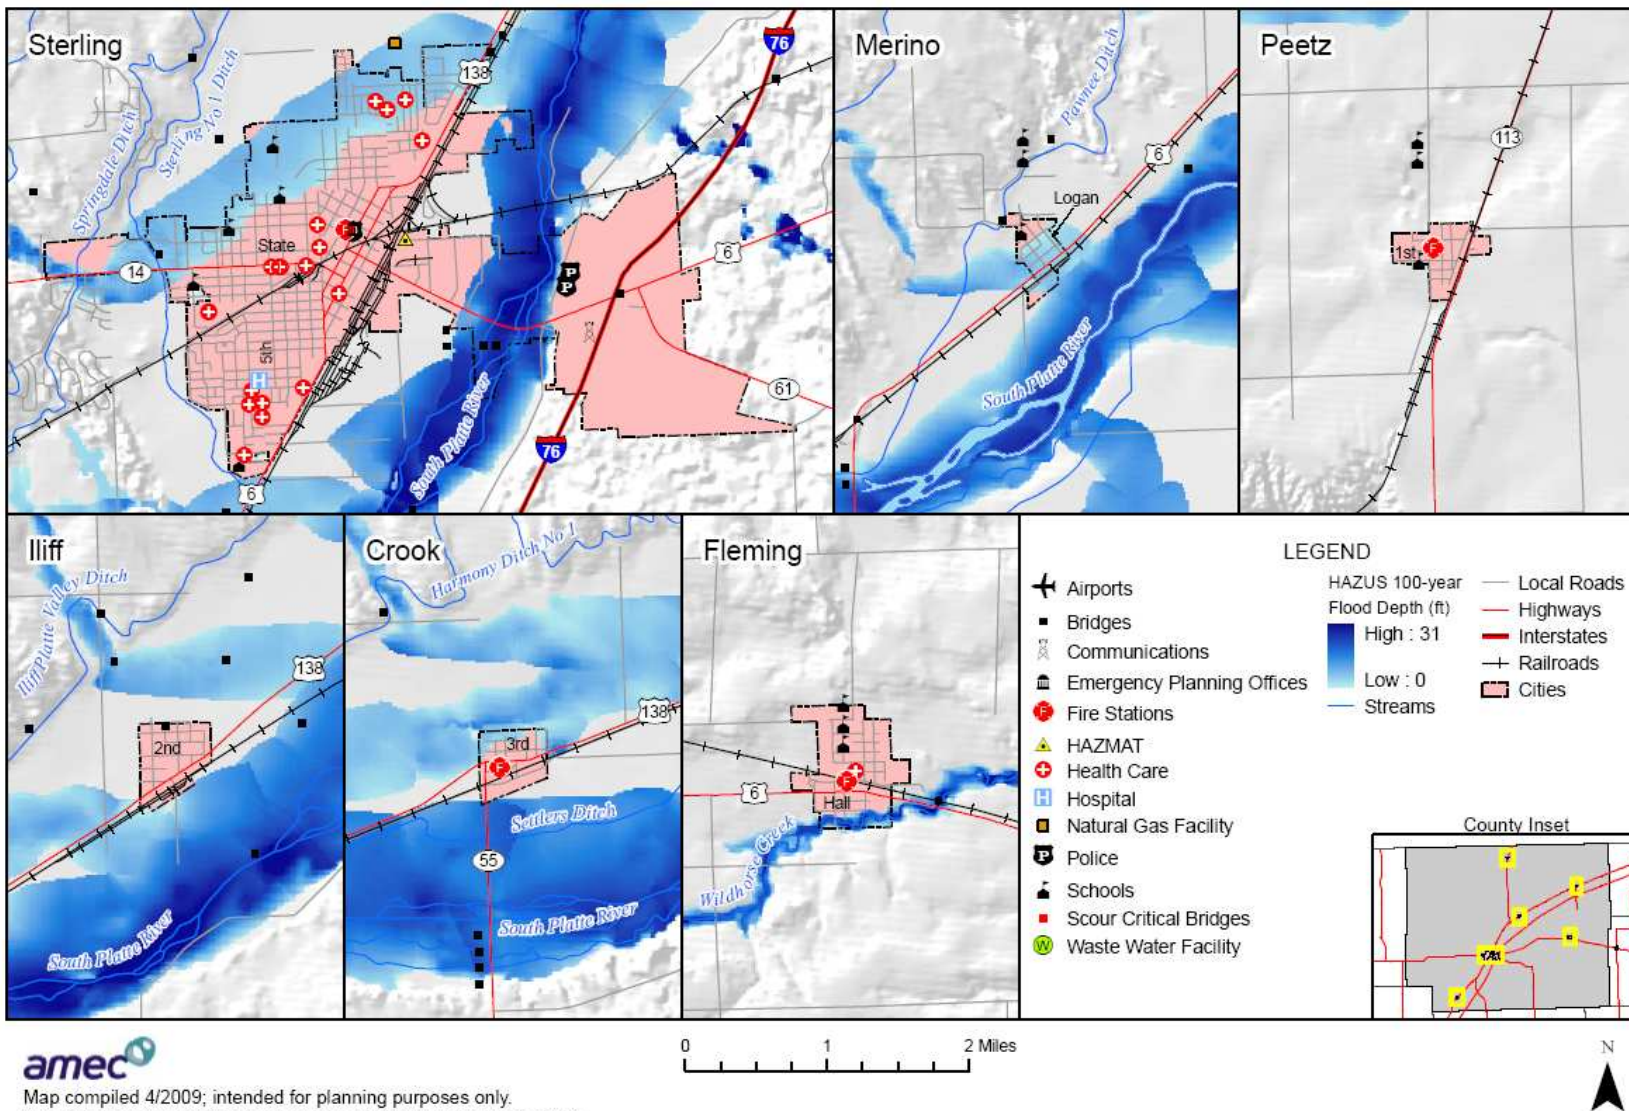 Sterling
Springdale Ditch
Sterling No 1 Ditch
138
76
State
14
6
5th
H
P
P
61
76
6
South Platte River
F
Merino
Pawnee Ditch
6
Logan
South Platte River
Peetz
113
1st
F
Iliff
Iliff Platte Valley Ditch
138
2nd
South Platte River
Crook
Harmony Ditch No 1
138
3rd
F
Settlers Ditch
55
South Platte River
Fleming
6
F
Hall
Wildhorse Creek
LEGEND
Airports
Bridges
Communications
Emergency Planning Offices
F Fire Stations
HAZMAT
Health Care
H Hospital
Natural Gas Facility
P Police
Schools
Scour Critical Bridges
W Waste Water Facility
HAZUS 100-year
Flood Depth (ft)
High : 31
Low : 0
Streams
Local Roads
Highways
Interstates
Railroads
Cities
County Inset
amec
0 1 2 Miles
N
Map compiled 4/2009; intended for planning purposes only.